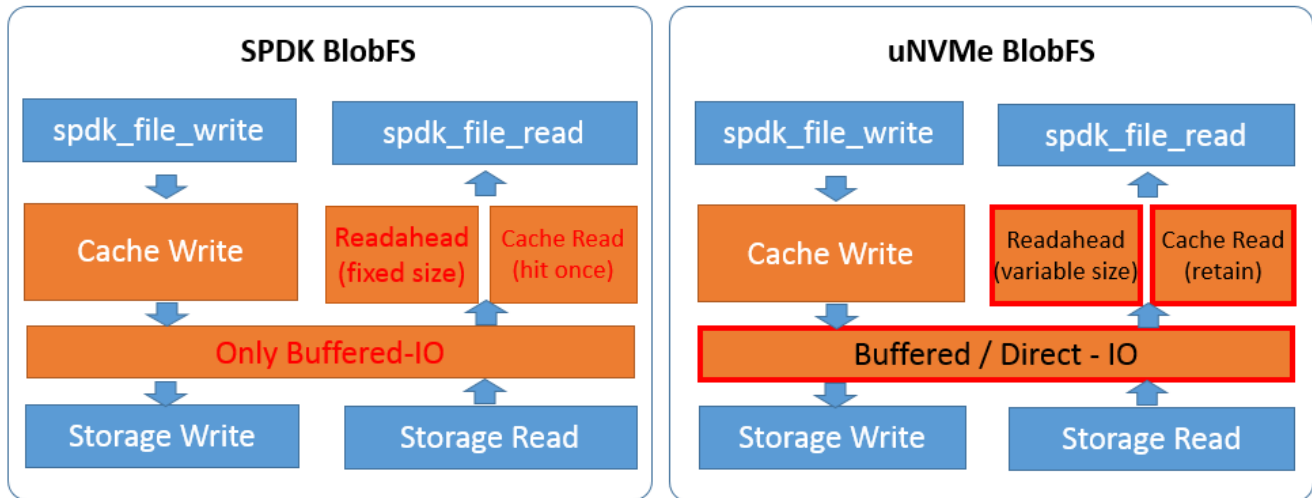 SPDK BlobFS
spdk_file_write
spdk_file_read
Cache Write
Readahead
(fixed size)
Cache Read
(hit once)
Only Buffered-IO
Storage Write
Storage Read
uNVMe BlobFS
spdk_file_write
spdk_file_read
Cache Write
Readahead
(variable size)
Cache Read
(retain)
Buffered / Direct - IO
Storage Write
Storage Read